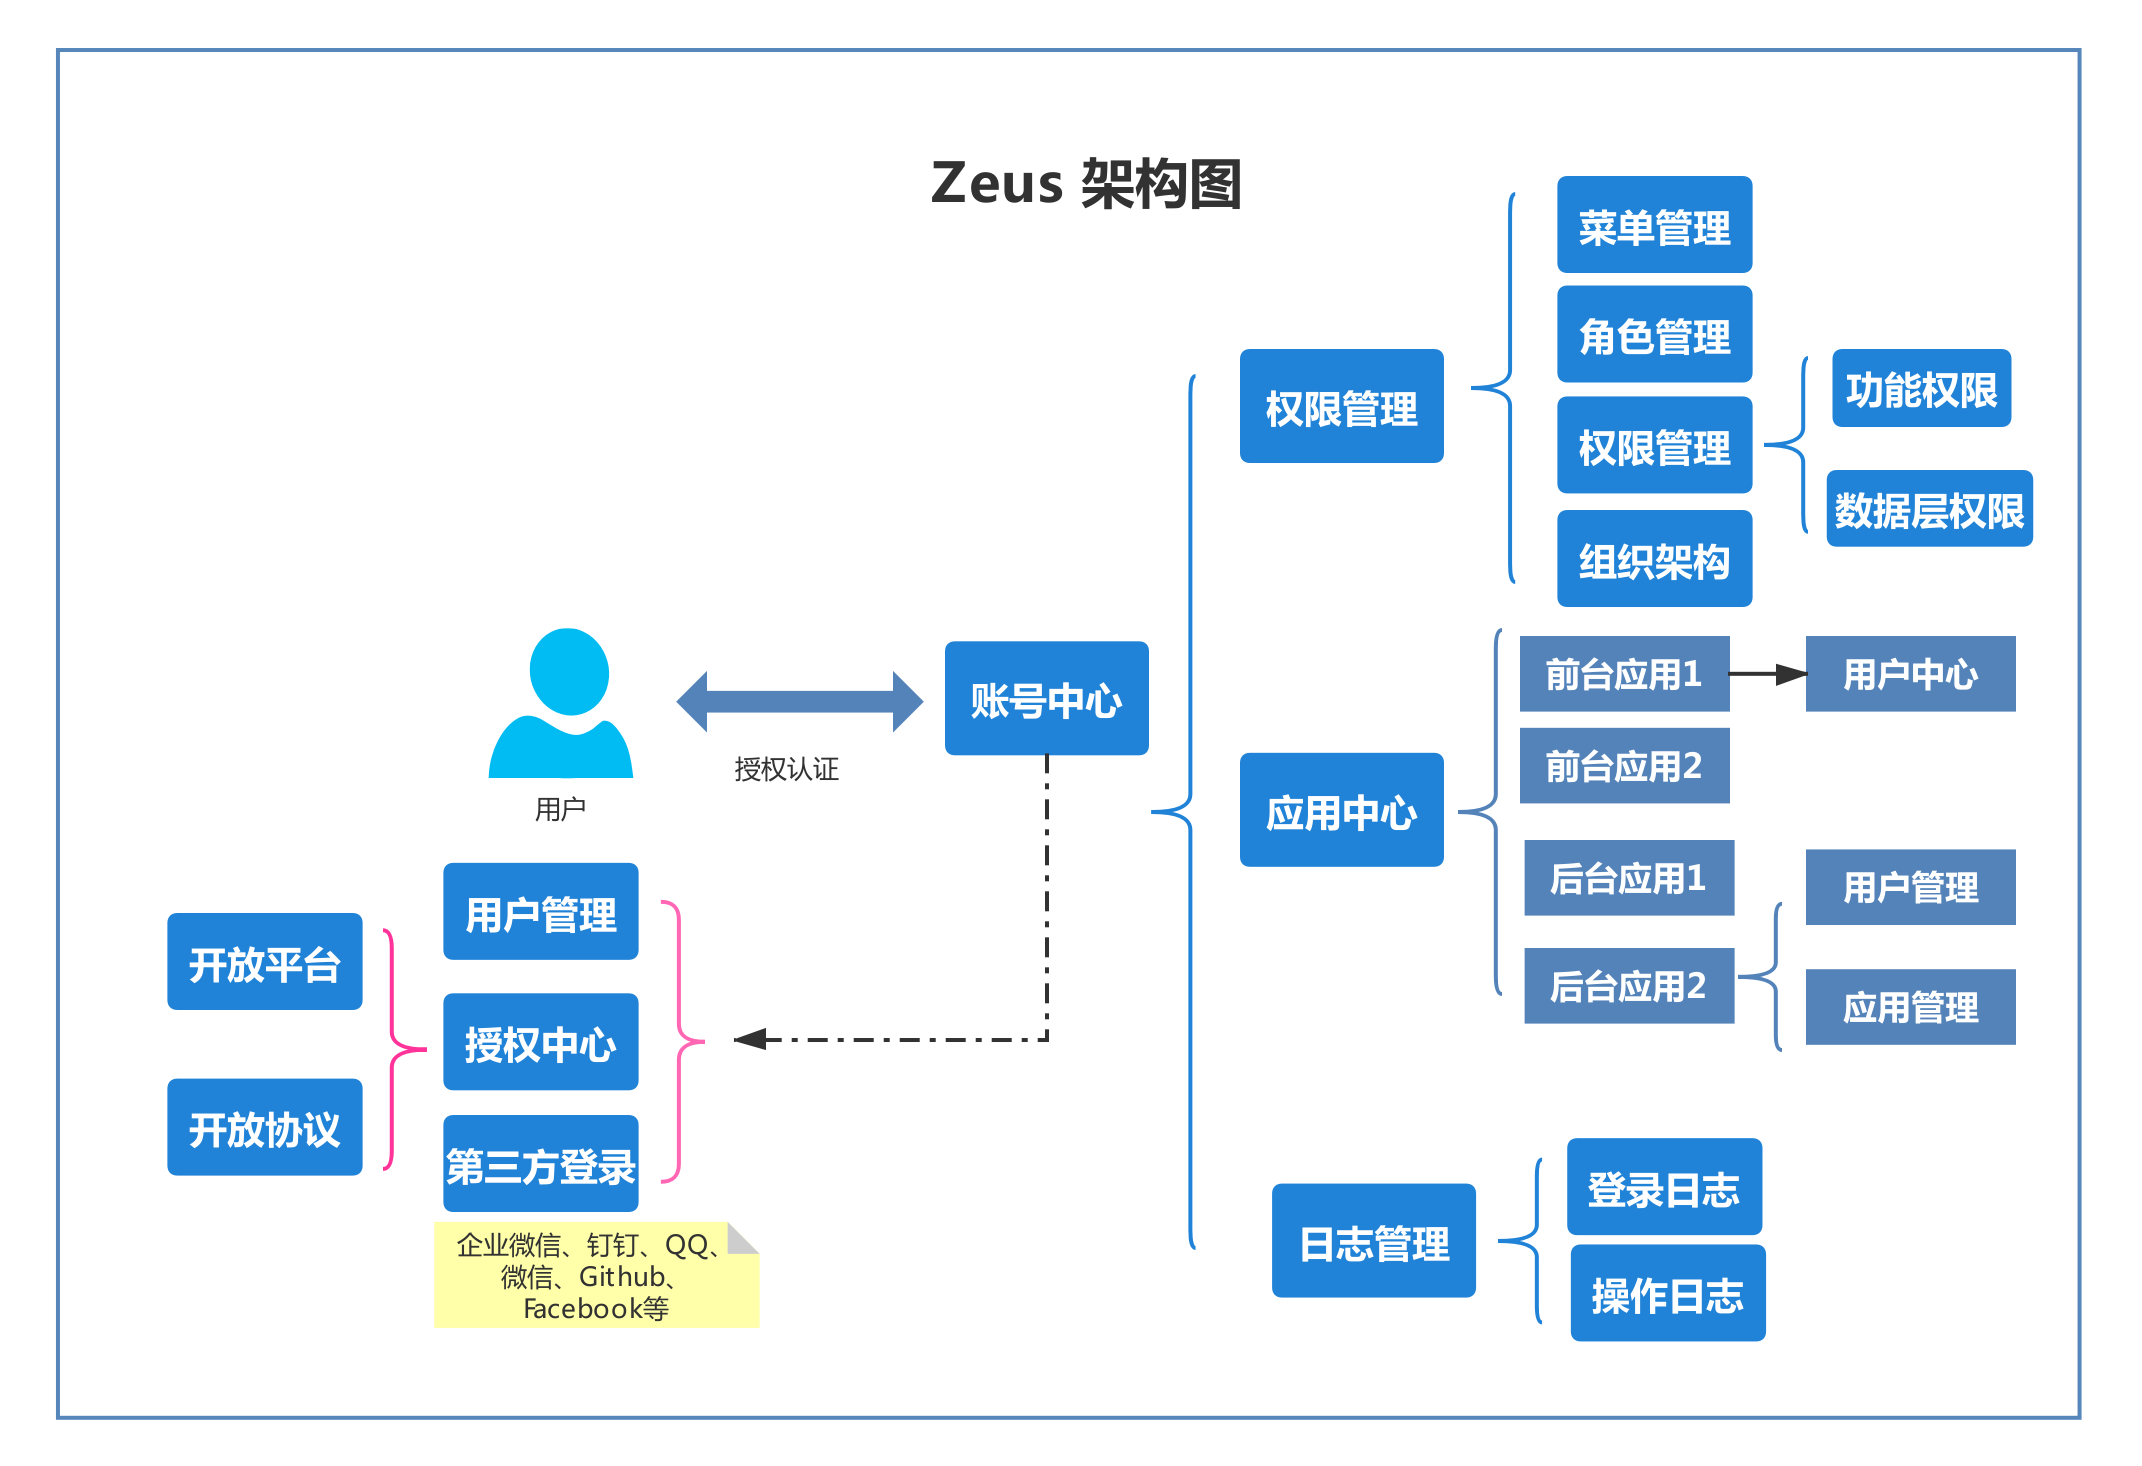 Zeus 架构图
用户
授权认证
账号中心
用户管理
授权中心
第三方登录
企业微信、钉钉、QQ、
微信、Github、
Facebook等
开放平台
开放协议
权限管理
菜单管理
角色管理
权限管理
组织架构
功能权限
数据层权限
应用中心
前台应用1
用户中心
前台应用2
后台应用1
后台应用2
用户管理
应用管理
日志管理
登录日志
操作日志